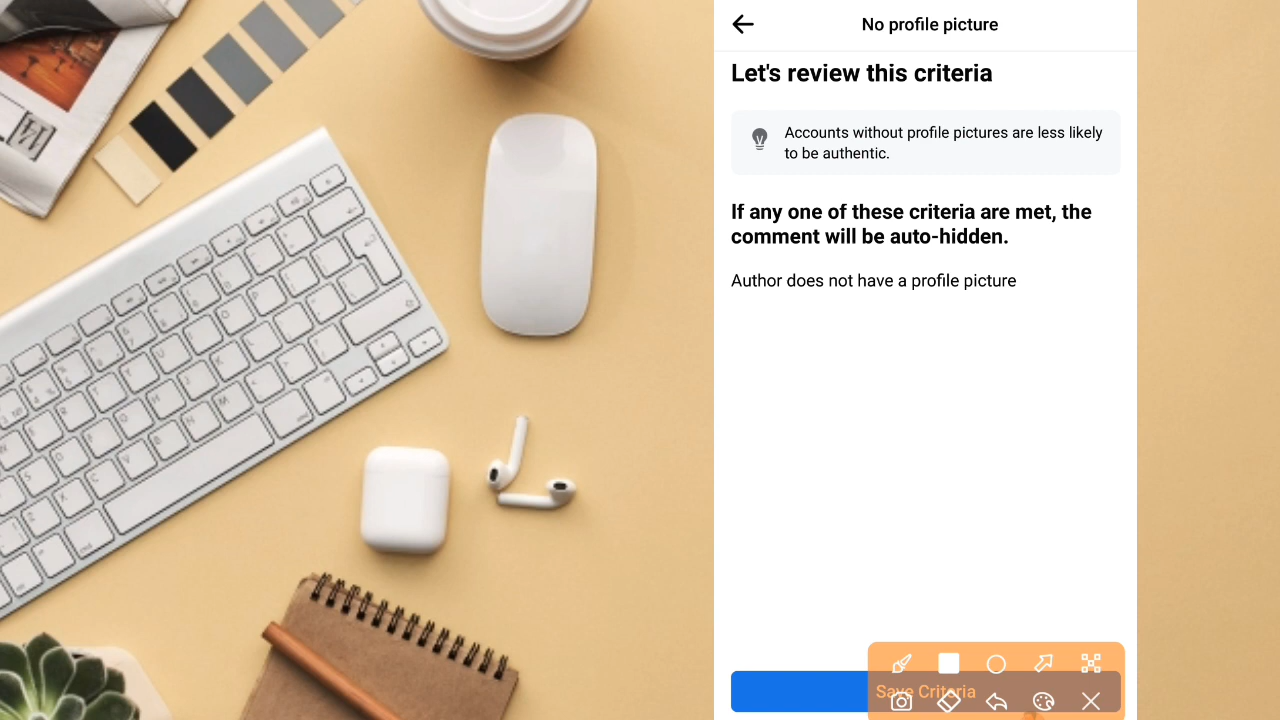 No profile picture
Let's review this criteria
Accounts without profile pictures are less likely
to be authentic.
If any one of these criteria are met, the
comment will be auto-hidden.
Author does not have a profile picture
Save Criteria